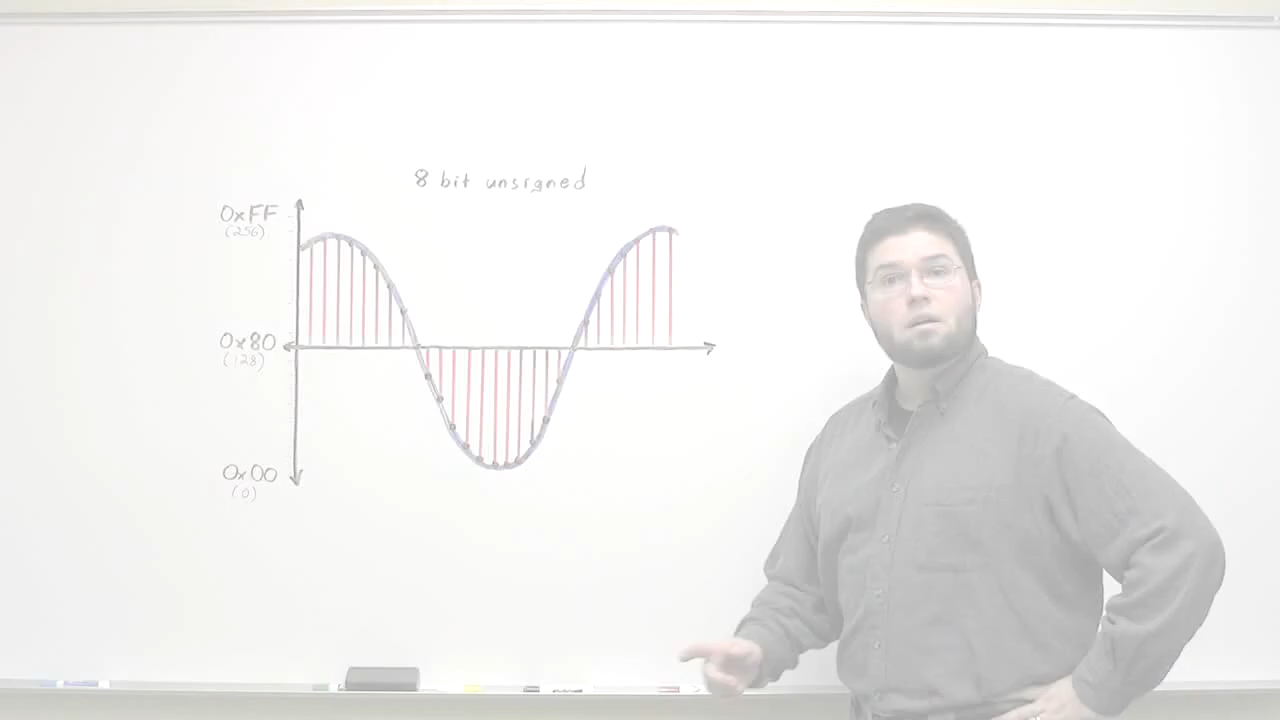 8 bit unsigned
0xFF
(256)
0x80
(128)
0x00
(0)